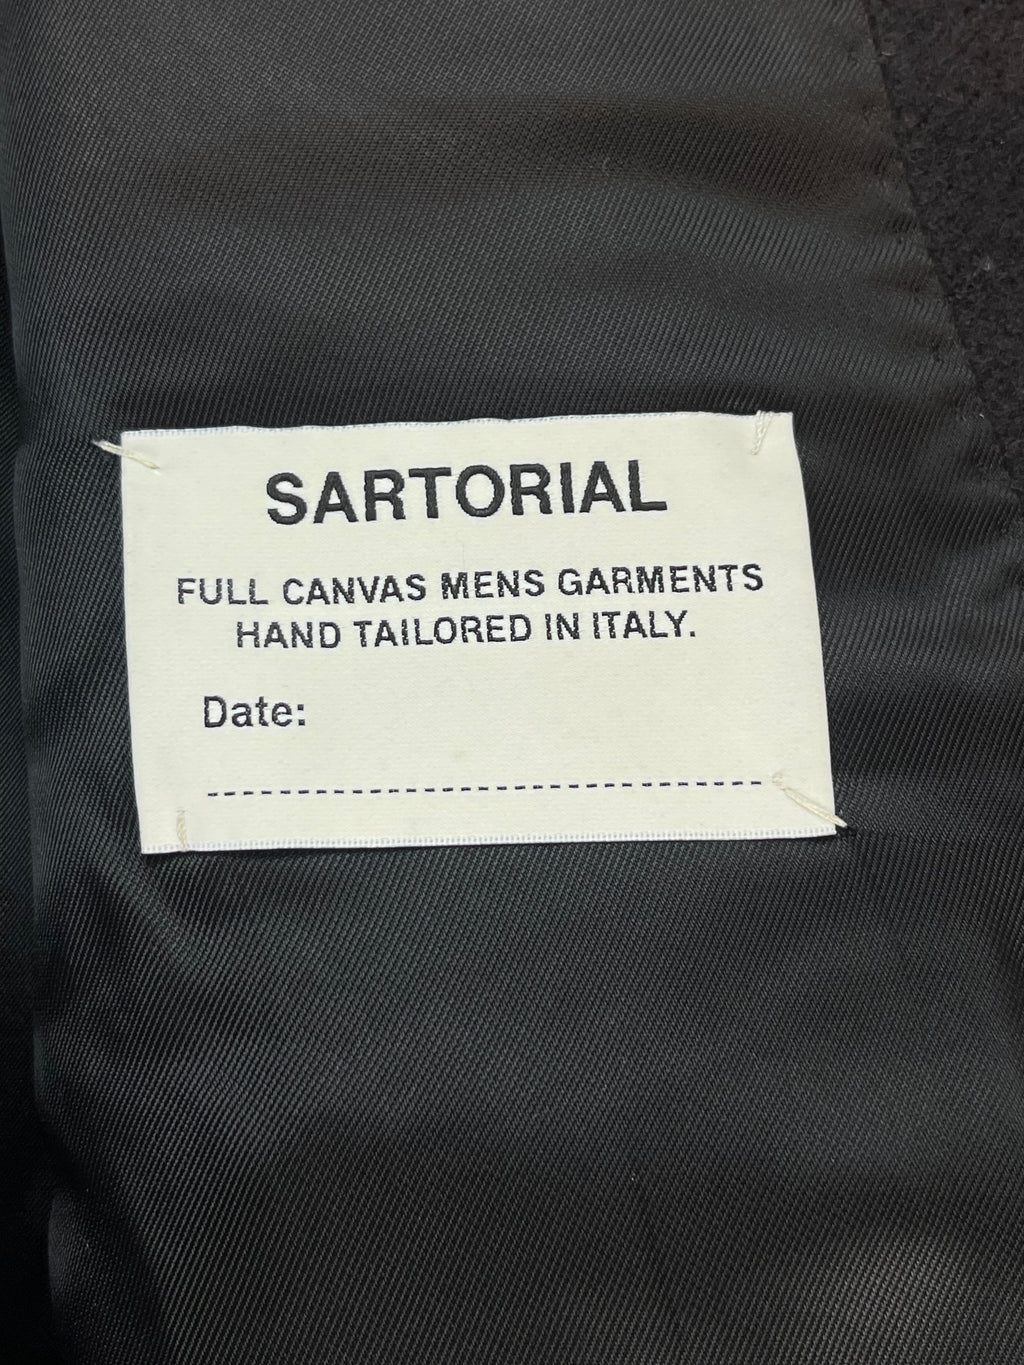 SARTORIAL
FULL CANVAS MENS GARMENTS
HAND TAILORED IN ITALY.
Date: